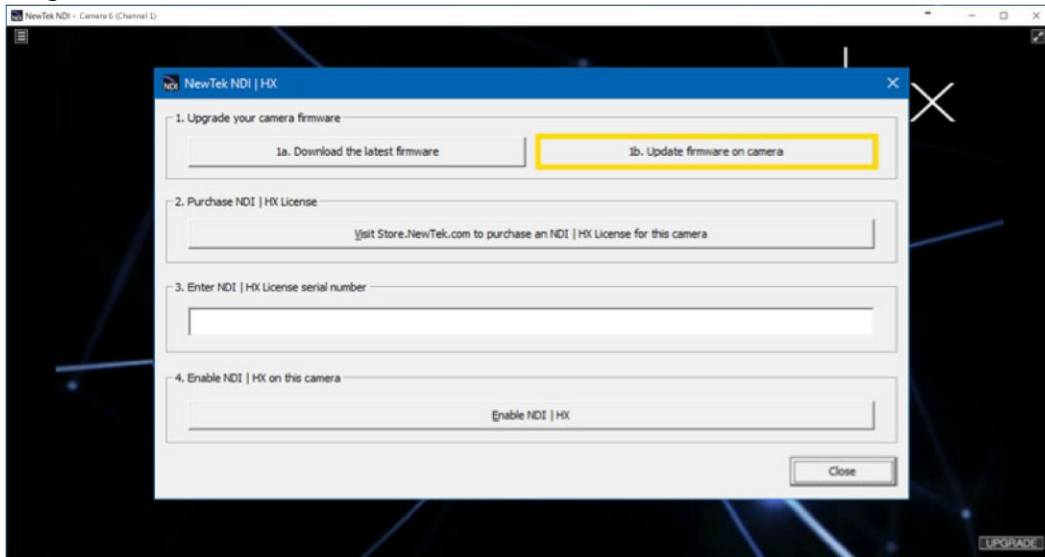 NewTek NDI - Camera 6 (Channel 1)
NDI NewTek NDI | HX
X
1. Upgrade your camera firmware
1a. Download the latest firmware
1b. Update firmware on camera
2. Purchase NDI | HX License
Visit Store.NewTek.com to purchase an NDI | HX License for this camera
3. Enter NDI | HX License serial number
4. Enable NDI | HX on this camera
Enable NDI | HX
Close
UPGRADE